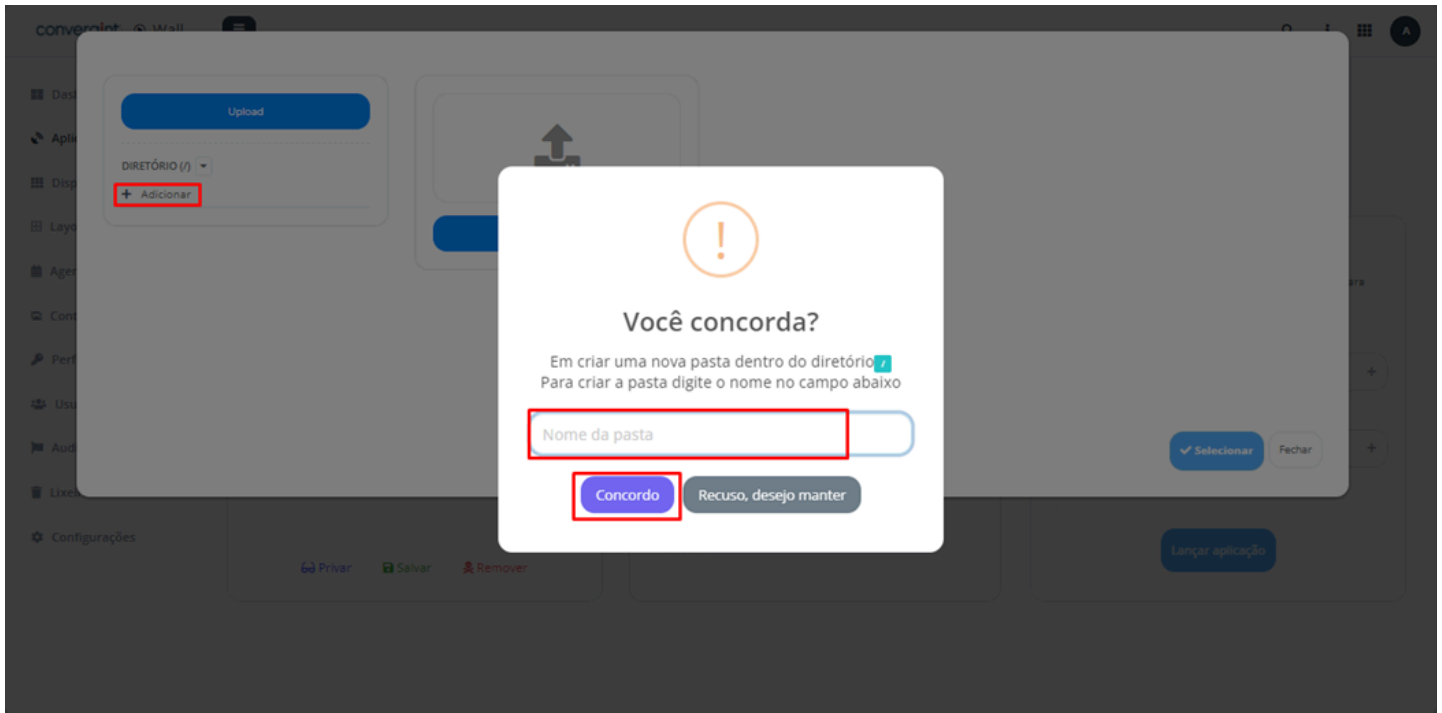 convergint Wall
A
Upload
DIRETÓRIO (/)
+ Adicionar
!
Você concorda?
Em criar uma nova pasta dentro do diretório /
Para criar a pasta digite o nome no campo abaixo
Nome da pasta
Concordo
Recuso, desejo manter
Selecionar
Fechar
Configurações
Privar
Salvar
Remover
Lançar aplicação